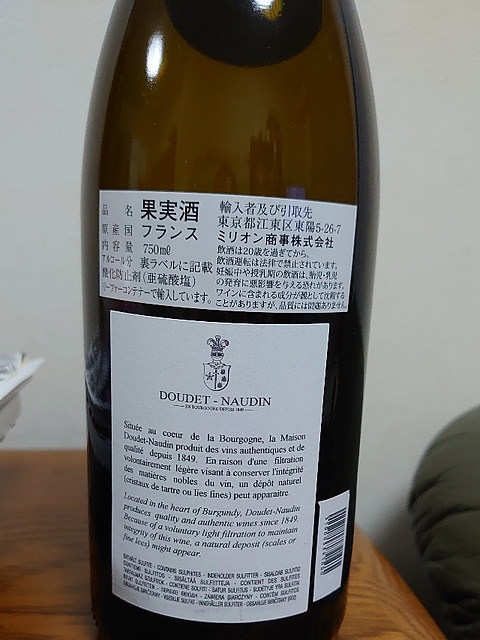 品名 果実酒
原産国 フランス
内容量 750mℓ
アルコール分 裏ラベルに記載
酸化防止剤(亜硫酸塩)
リーファーコンテナーで輸入しています。
輸入者及び引取先
東京都江東区東陽5-26-7
ミリオン商事株式会社
飲酒は20歳を過ぎてから。
飲酒運転は法律で禁止されています。
妊娠中や授乳期の飲酒は、胎児・乳児
の発育に悪影響を与える恐れがあります。
ワインに含まれる成分が澱として沈殿する
ことがありますが、品質には問題ありません。
DOUDET - NAUDIN
EN BOURGOGNE DEPUIS 1849
Située au coeur de la Bourgogne, la Maison
Doudet-Naudin produit des vins authentiques et de
qualité depuis 1849. En raison d'une filtration
volontairement légère visant à conserver l'intégrité
des matières nobles du vin, un dépôt naturel
(cristaux de tartre ou lies fines) peut apparaître.
Located in the heart of Burgundy, Doudet-Naudin
produces quality and authentic wines since 1849.
Because of a voluntary light filtration to maintain
integrity of this wine, a natural deposit (scales or
fine lees) might appear.
CONTAINS SULPHITES - INDEHOLDER SULFITTER